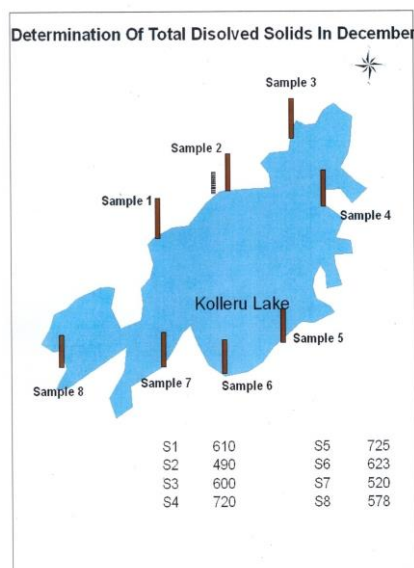 Determination Of Total Disolved Solids In December
Sample 3
Sample 2
Sample 1
Sample 4
Kolleru Lake
Sample 5
Sample 8
Sample 7
Sample 6
S1 610 S5 725
S2 490 S6 623
S3 600 S7 520
S4 720 S8 578